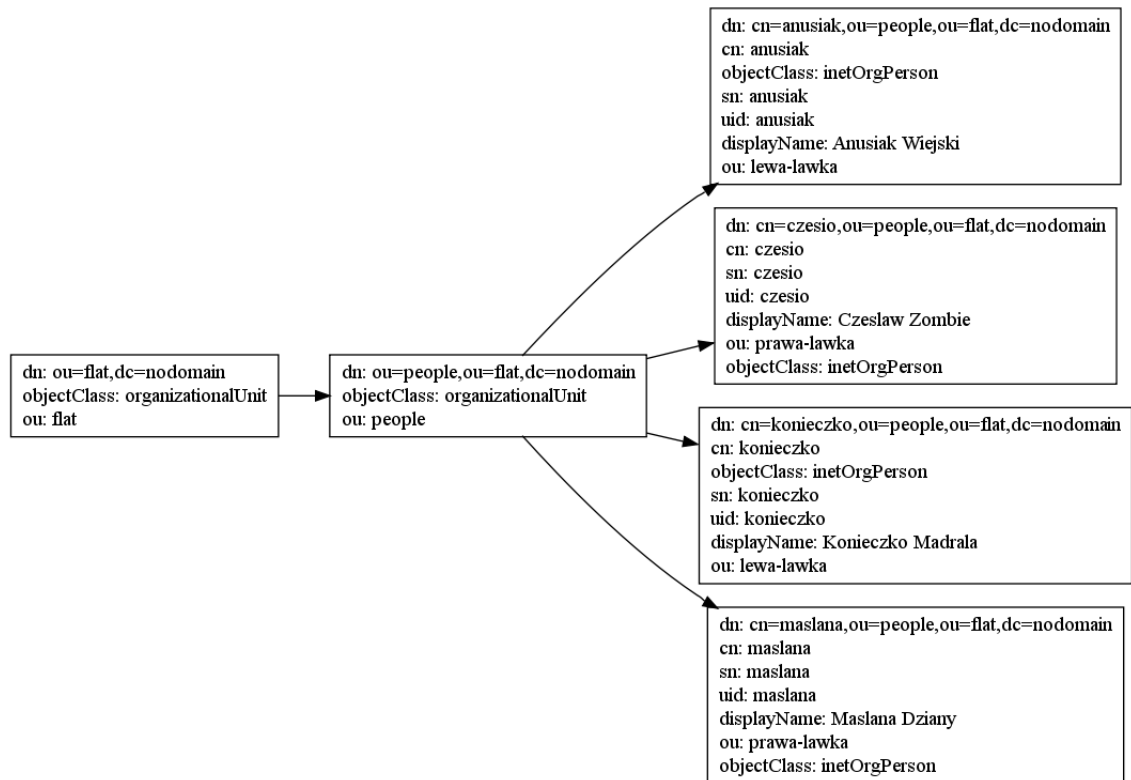 dn: ou=flat,dc=nodomain
objectClass: organizationalUnit
ou: flat
dn: ou=people,ou=flat,dc=nodomain
objectClass: organizationalUnit
ou: people
dn: cn=anusiak,ou=people,ou=flat,dc=nodomain
cn: anusiak
objectClass: inetOrgPerson
sn: anusiak
uid: anusiak
displayName: Anusiak Wiejski
ou: lewa-lawka
dn: cn=czesio,ou=people,ou=flat,dc=nodomain
cn: czesio
sn: czesio
uid: czesio
displayName: Czeslaw Zombie
ou: prawa-lawka
objectClass: inetOrgPerson
dn: cn=konieczko,ou=people,ou=flat,dc=nodomain
cn: konieczko
objectClass: inetOrgPerson
sn: konieczko
uid: konieczko
displayName: Konieczko Madrala
ou: lewa-lawka
dn: cn=maslana,ou=people,ou=flat,dc=nodomain
cn: maslana
sn: maslana
uid: maslana
displayName: Maslana Dziany
ou: prawa-lawka
objectClass: inetOrgPerson